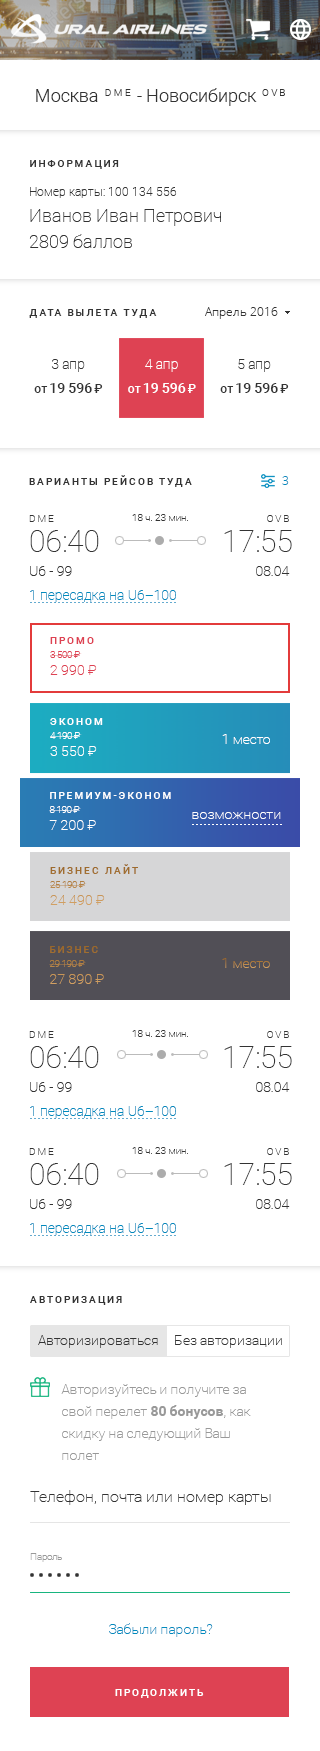 URAL AIRLINES
Москва DME - Новосибирск OVB
ИНФОРМАЦИЯ
Номер карты: 100 134 556
Иванов Иван Петрович
2809 баллов
ДАТА ВЫЛЕТА ТУДА
Апрель 2016
3 апр 4 апр 5 апр
от 19 596 ₽ от 19 596 ₽ от 19 596 ₽
ВАРИАНТЫ РЕЙСОВ ТУДА 3
DME 18 ч. 23 мин. OVB
06:40 17:55
U6 - 99 08.04
1 пересадка на U6–100
ПРОМО
3 500 ₽
2 990 ₽
ЭКОНОМ
4 190 ₽
3 550 ₽
1 место
ПРЕМИУМ-ЭКОНОМ
8 190 ₽
7 200 ₽
возможности
БИЗНЕС ЛАЙТ
25 190 ₽
24 490 ₽
БИЗНЕС
29 190 ₽
27 890 ₽
1 место
DME 18 ч. 23 мин. OVB
06:40 17:55
U6 - 99 08.04
1 пересадка на U6–100
DME 18 ч. 23 мин. OVB
06:40 17:55
U6 - 99 08.04
1 пересадка на U6–100
АВТОРИЗАЦИЯ
Авторизироваться Без авторизации
Авторизуйтесь и получите за
свой перелет 80 бонусов, как
скидку на следующий Ваш
полет
Телефон, почта или номер карты
Пароль
••••••
Забыли пароль?
ПРОДОЛЖИТЬ